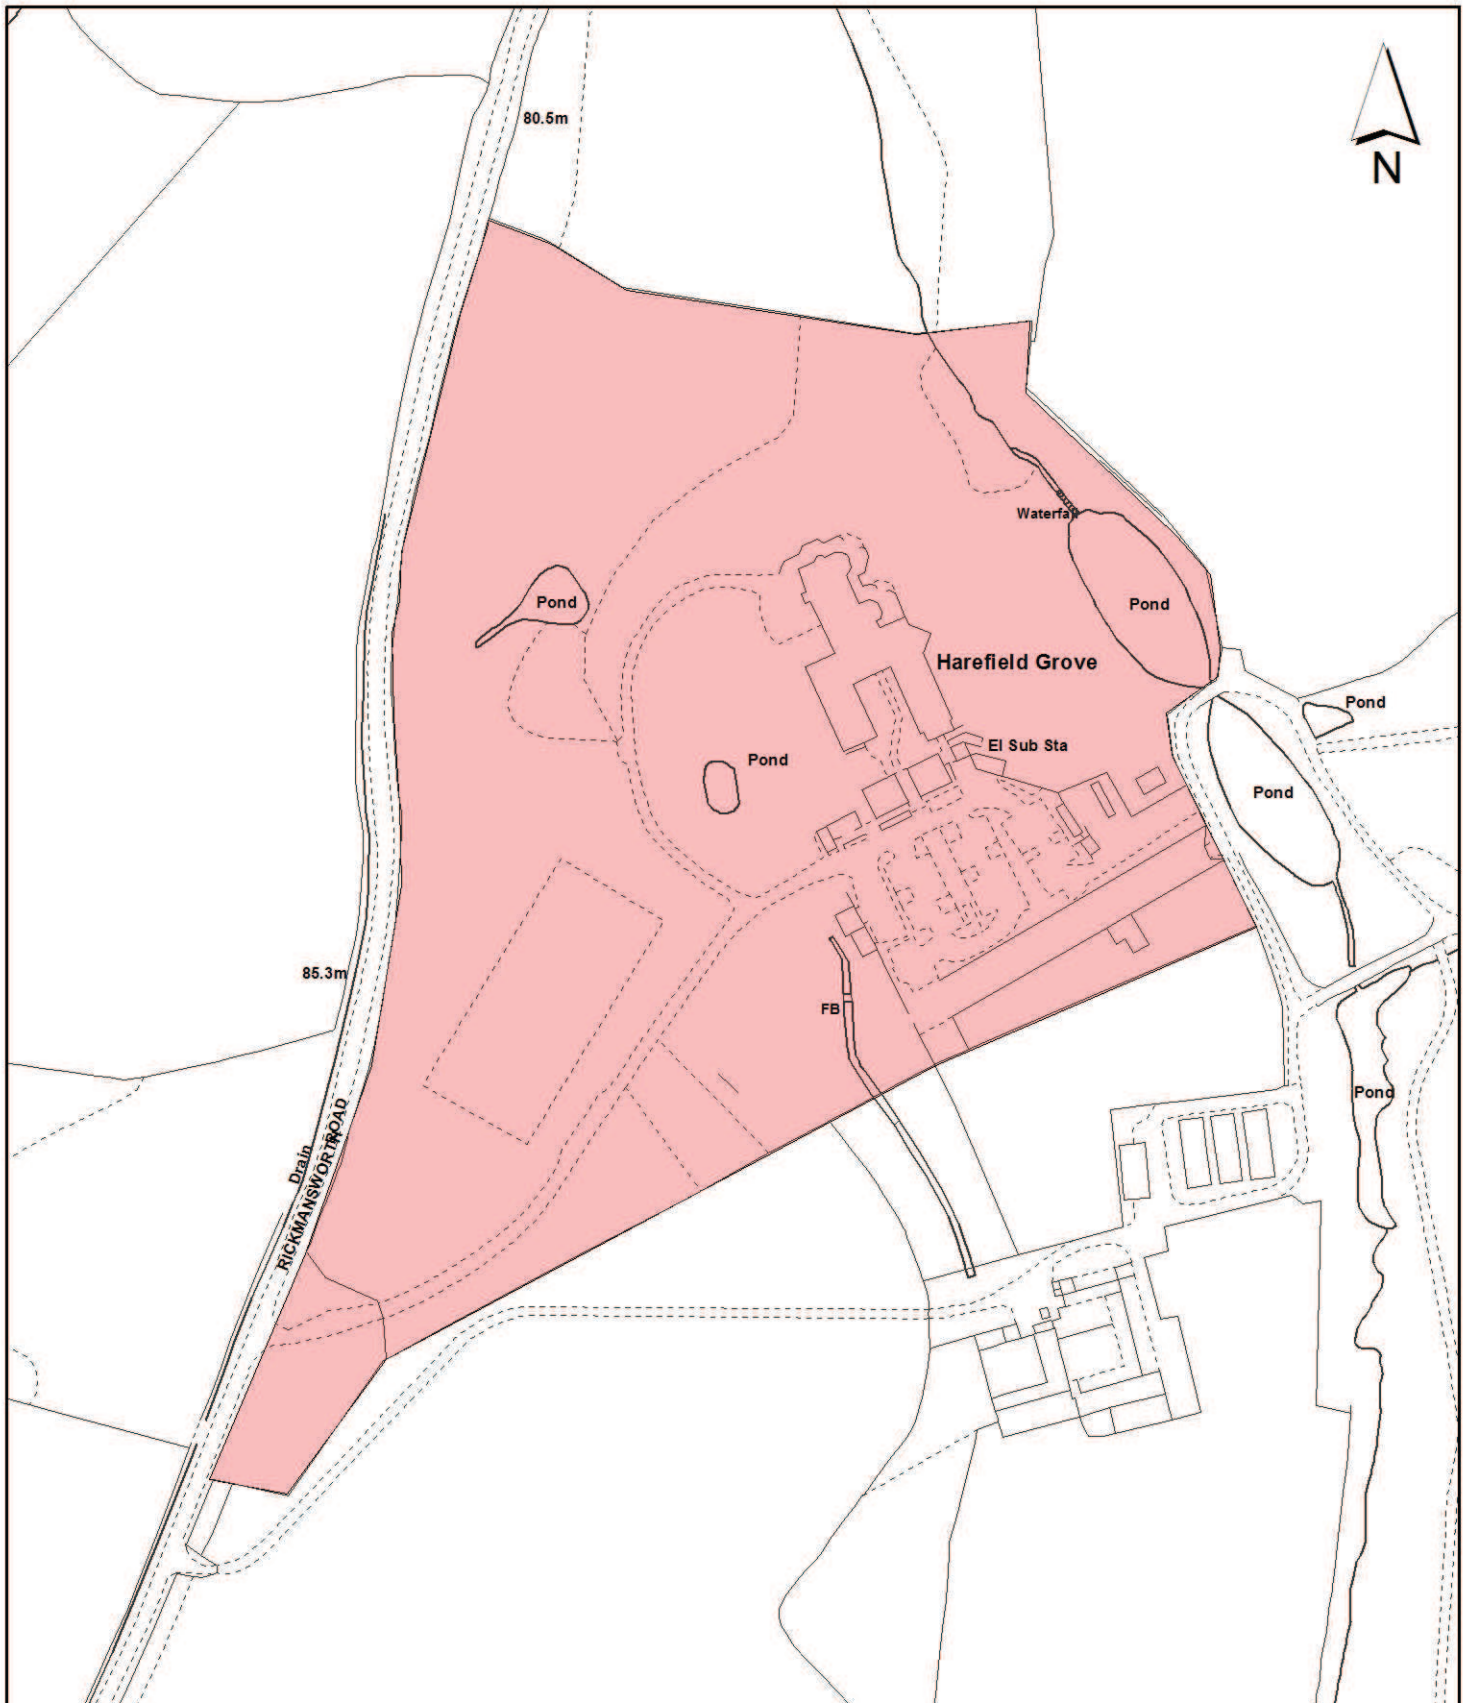 80.5m
N
Waterfall
Pond
Pond
Harefield Grove
Pond
El Sub Sta
Pond
Pond
85.3m
FB
Pond
Drain
RICKMANSWORTH ROAD